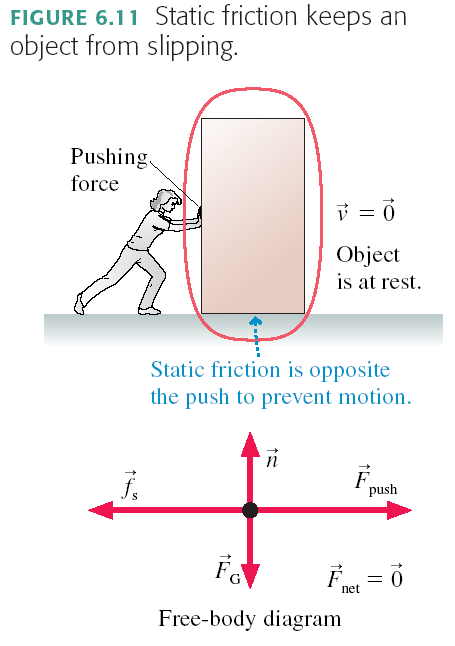 FIGURE 6.11 Static friction keeps an
object from slipping.
Pushing
force
v⃗ = 0⃗
Object
is at rest.
Static friction is opposite
the push to prevent motion.
n⃗
f⃗s
F⃗push
F⃗G
F⃗net = 0⃗
Free-body diagram